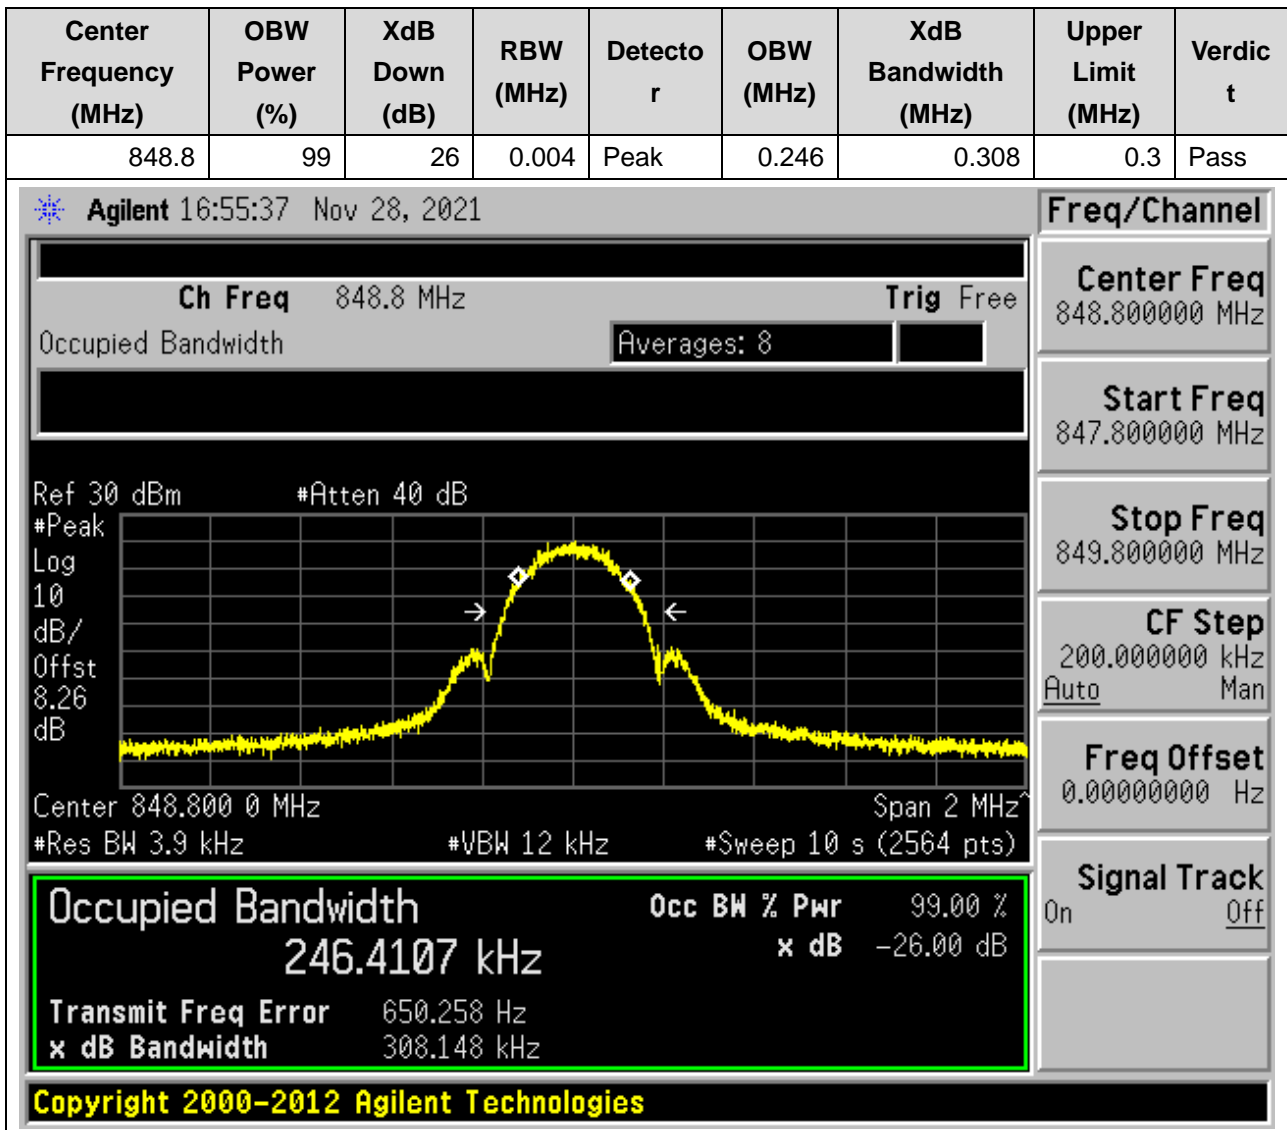 Center Frequency (MHz) OBW Power (%) XdB Down (dB) RBW (MHz) Detecto r OBW (MHz) XdB Bandwidth (MHz) Upper Limit (MHz) Verdic t
848.8 99 26 0.004 Peak 0.246 0.308 0.3 Pass
Agilent 16:55:37 Nov 28, 2021
Ch Freq 848.8 MHz Trig Free
Occupied Bandwidth Averages: 8
Ref 30 dBm #Atten 40 dB
#Peak
Log
10
dB/
Offst
8.26
dB
Center 848.800 0 MHz Span 2 MHz^
#Res BW 3.9 kHz #VBW 12 kHz #Sweep 10 s (2564 pts)
Occupied Bandwidth Occ BW % Pwr 99.00 %
246.4107 kHz x dB -26.00 dB
Transmit Freq Error 650.258 Hz
x dB Bandwidth 308.148 kHz
Copyright 2000-2012 Agilent Technologies
Freq/Channel
Center Freq
848.800000 MHz
Start Freq
847.800000 MHz
Stop Freq
849.800000 MHz
CF Step
200.000000 kHz
Auto Man
Freq Offset
0.00000000 Hz
Signal Track
On Off